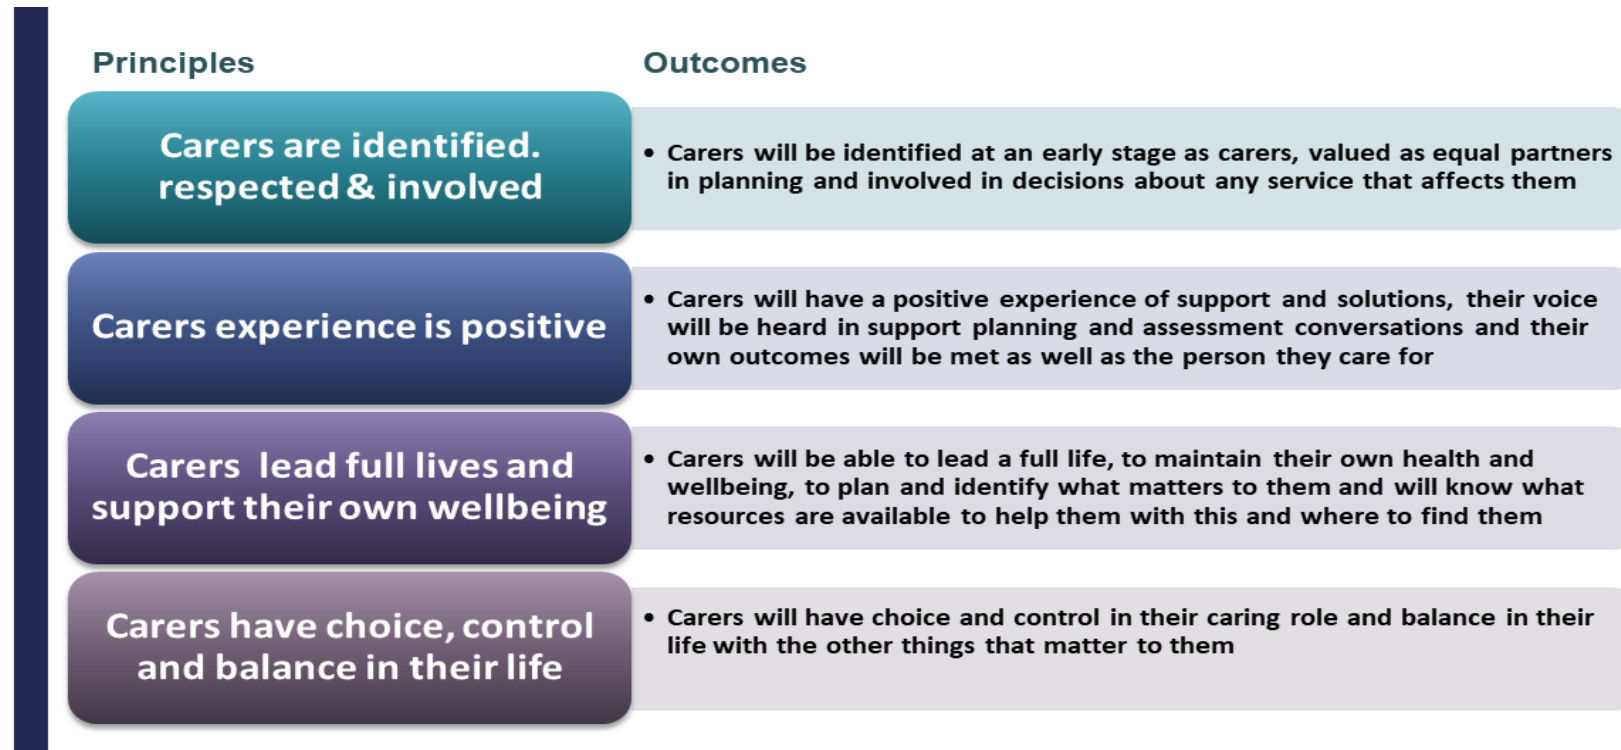 Principles
Outcomes
Carers are identified.
respected & involved
• Carers will be identified at an early stage as carers, valued as equal partners
in planning and involved in decisions about any service that affects them
Carers experience is positive
• Carers will have a positive experience of support and solutions, their voice
will be heard in support planning and assessment conversations and their
own outcomes will be met as well as the person they care for
Carers lead full lives and
support their own wellbeing
• Carers will be able to lead a full life, to maintain their own health and
wellbeing, to plan and identify what matters to them and will know what
resources are available to help them with this and where to find them
Carers have choice, control
and balance in their life
• Carers will have choice and control in their caring role and balance in their
life with the other things that matter to them